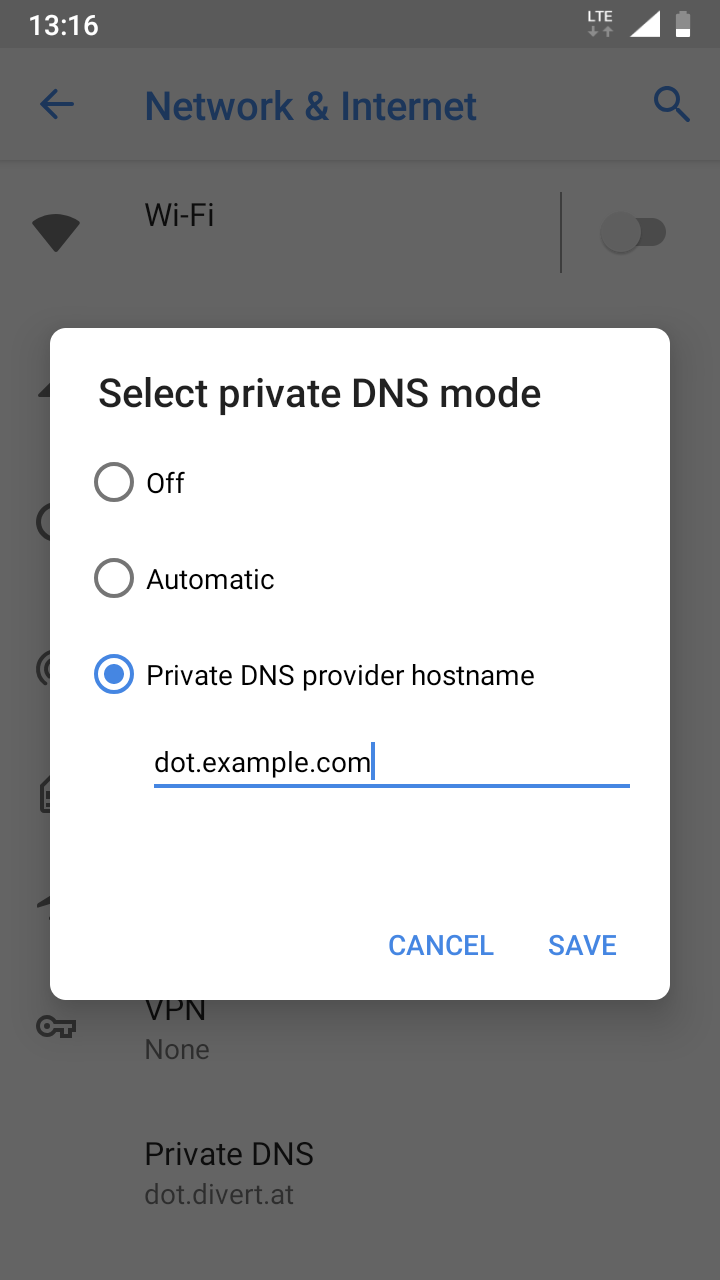 13:16
LTE
Network & Internet
Wi-Fi
Select private DNS mode
Off
Automatic
Private DNS provider hostname
dot.example.com
CANCEL SAVE
VPN
None
Private DNS
dot.divert.at